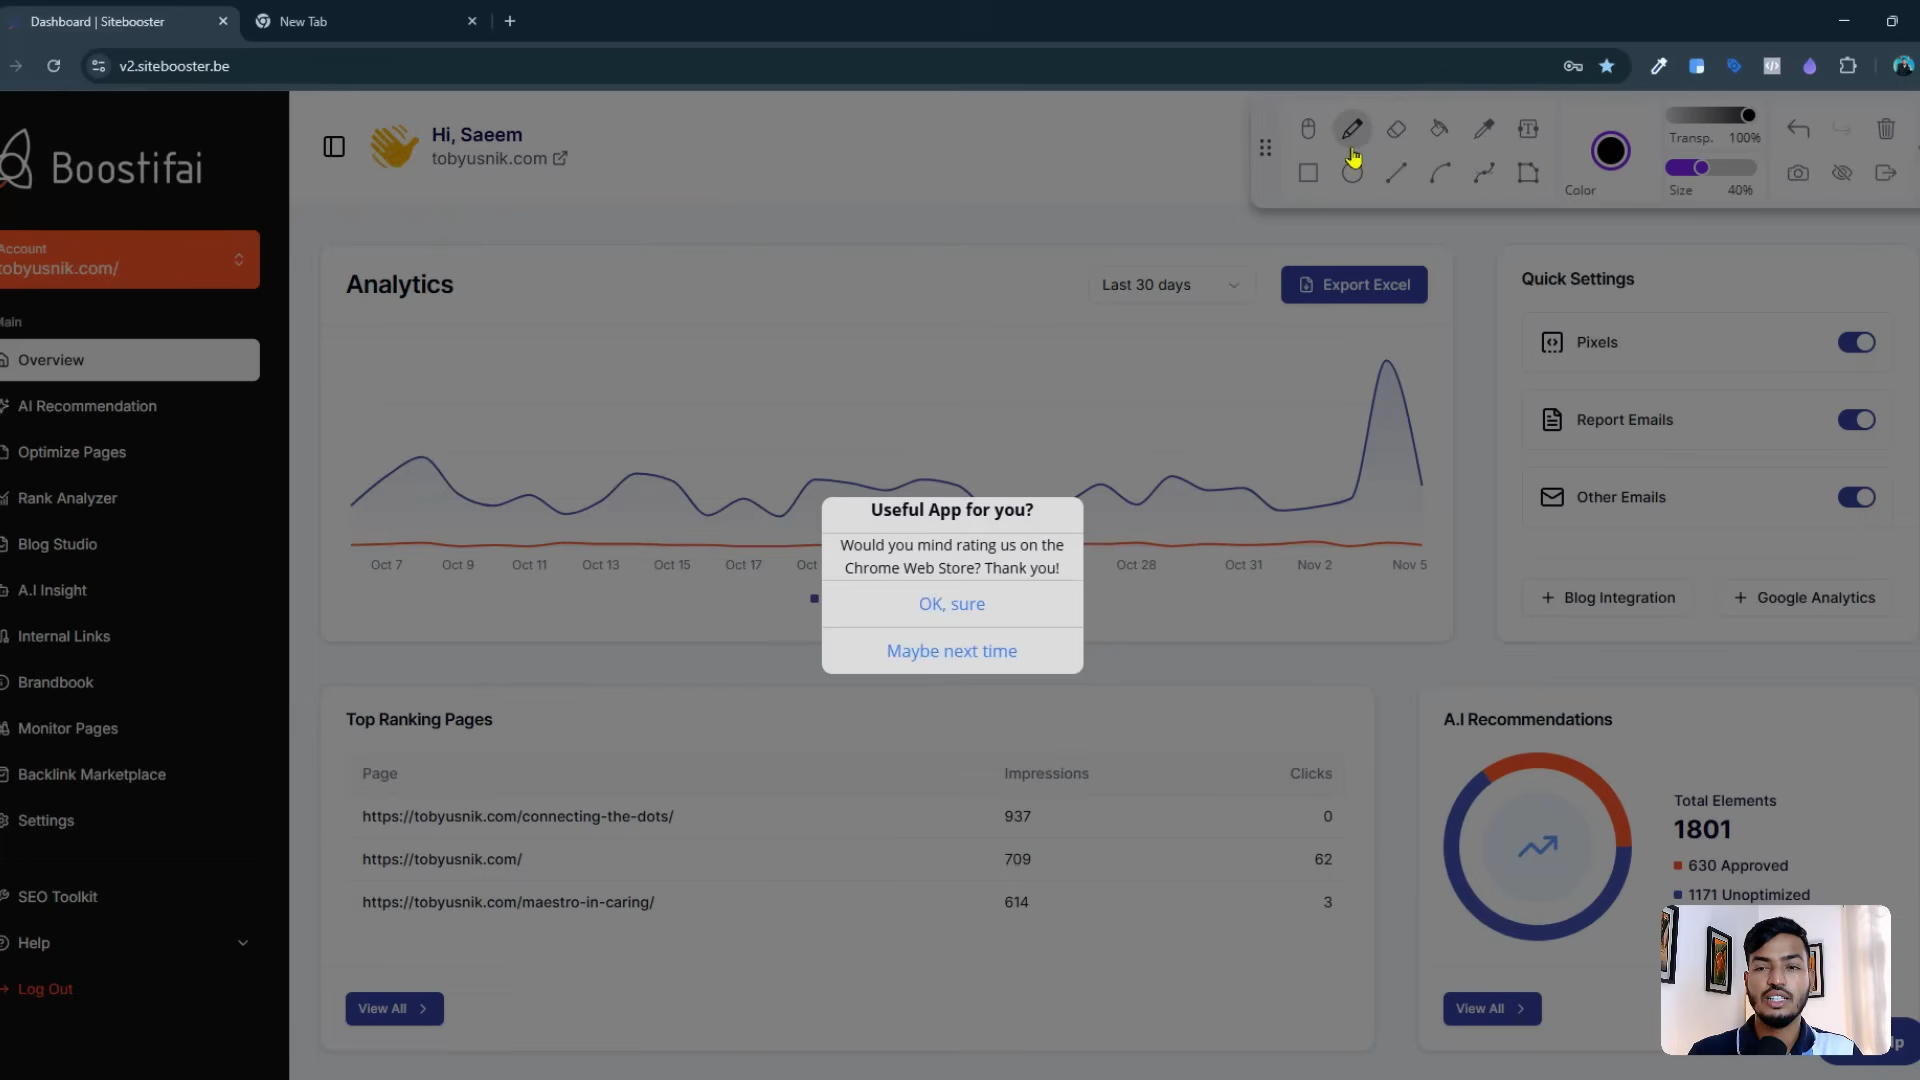 Dashboard | Sitebooster
New Tab
v2.sitebooster.be
Boostifai
Hi, Saeem
tobyusnik.com
Transp. 100%
Color
Size 40%
Account
tobyusnik.com/
Main
Overview
AI Recommendation
Optimize Pages
Rank Analyzer
Blog Studio
A.I Insight
Internal Links
Brandbook
Monitor Pages
Backlink Marketplace
Settings
SEO Toolkit
Help
Log Out
Analytics
Last 30 days
Export Excel
Oct 7
Oct 9
Oct 11
Oct 13
Oct 15
Oct 17
Oct
Oct 28
Oct 31
Nov 2
Nov 5
Useful App for you?
Would you mind rating us on the
Chrome Web Store? Thank you!
OK, sure
Maybe next time
Quick Settings
Pixels
Report Emails
Other Emails
+ Blog Integration
+ Google Analytics
Top Ranking Pages
Page Impressions Clicks
https://tobyusnik.com/connecting-the-dots/ 937 0
https://tobyusnik.com/ 709 62
https://tobyusnik.com/maestro-in-caring/ 614 3
View All
A.I Recommendations
Total Elements
1801
630 Approved
1171 Unoptimized
View All